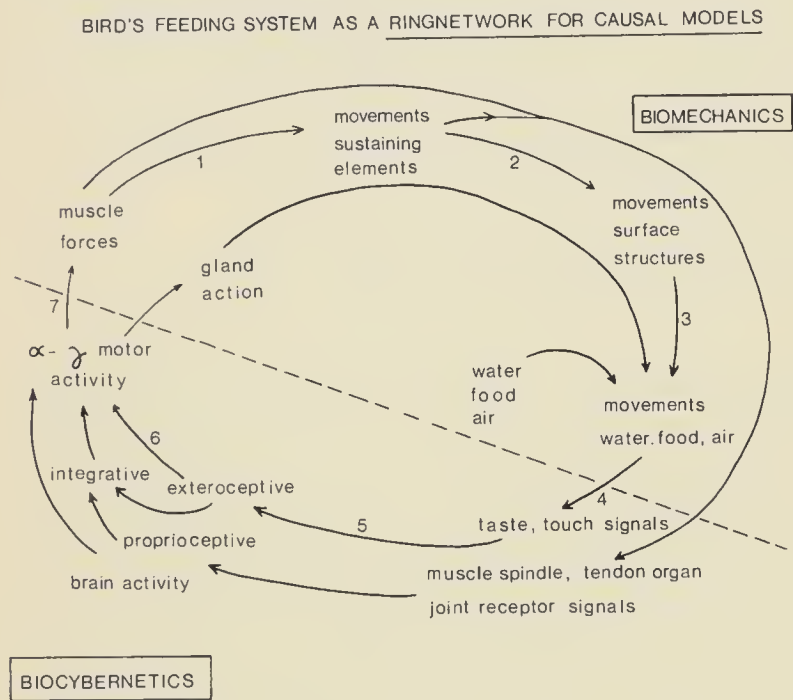 BIRD'S FEEDING SYSTEM AS A RINGNETWORK FOR CAUSAL MODELS
BIOMECHANICS
movements
sustaining
elements
1
2
muscle
forces
movements
surface
structures
gland
action
7
3
α-γ motor
activity
water
food
air
movements
water. food, air
6
integrative
exteroceptive
4
5
taste, touch signals
proprioceptive
brain activity
muscle spindle, tendon organ
joint receptor signals
BIOCYBERNETICS